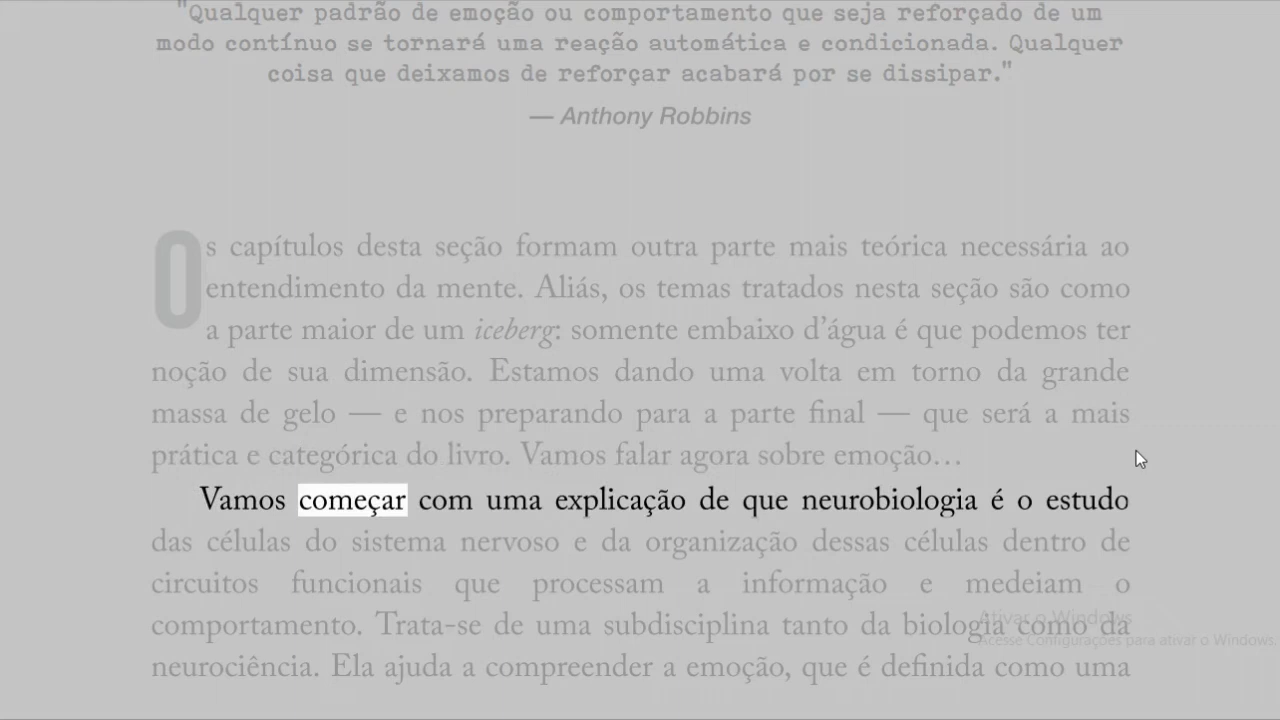 "Qualquer padrão de emoção ou comportamento que seja reforçado de um
modo contínuo se tornará uma reação automática e condicionada. Qualquer
coisa que deixamos de reforçar acabará por se dissipar."
— Anthony Robbins
Os capítulos desta seção formam outra parte mais teórica necessária ao
entendimento da mente. Aliás, os temas tratados nesta seção são como
a parte maior de um iceberg: somente embaixo d’água é que podemos ter
noção de sua dimensão. Estamos dando uma volta em torno da grande
massa de gelo — e nos preparando para a parte final — que será a mais
prática e categórica do livro. Vamos falar agora sobre emoção…
Vamos começar com uma explicação de que neurobiologia é o estudo
das células do sistema nervoso e da organização dessas células dentro de
circuitos funcionais que processam a informação e medeiam o
comportamento. Trata-se de uma subdisciplina tanto da biologia como da
neurociência. Ela ajuda a compreender a emoção, que é definida como uma
Ativar o Windows
Acesse Configurações para ativar o Windows.